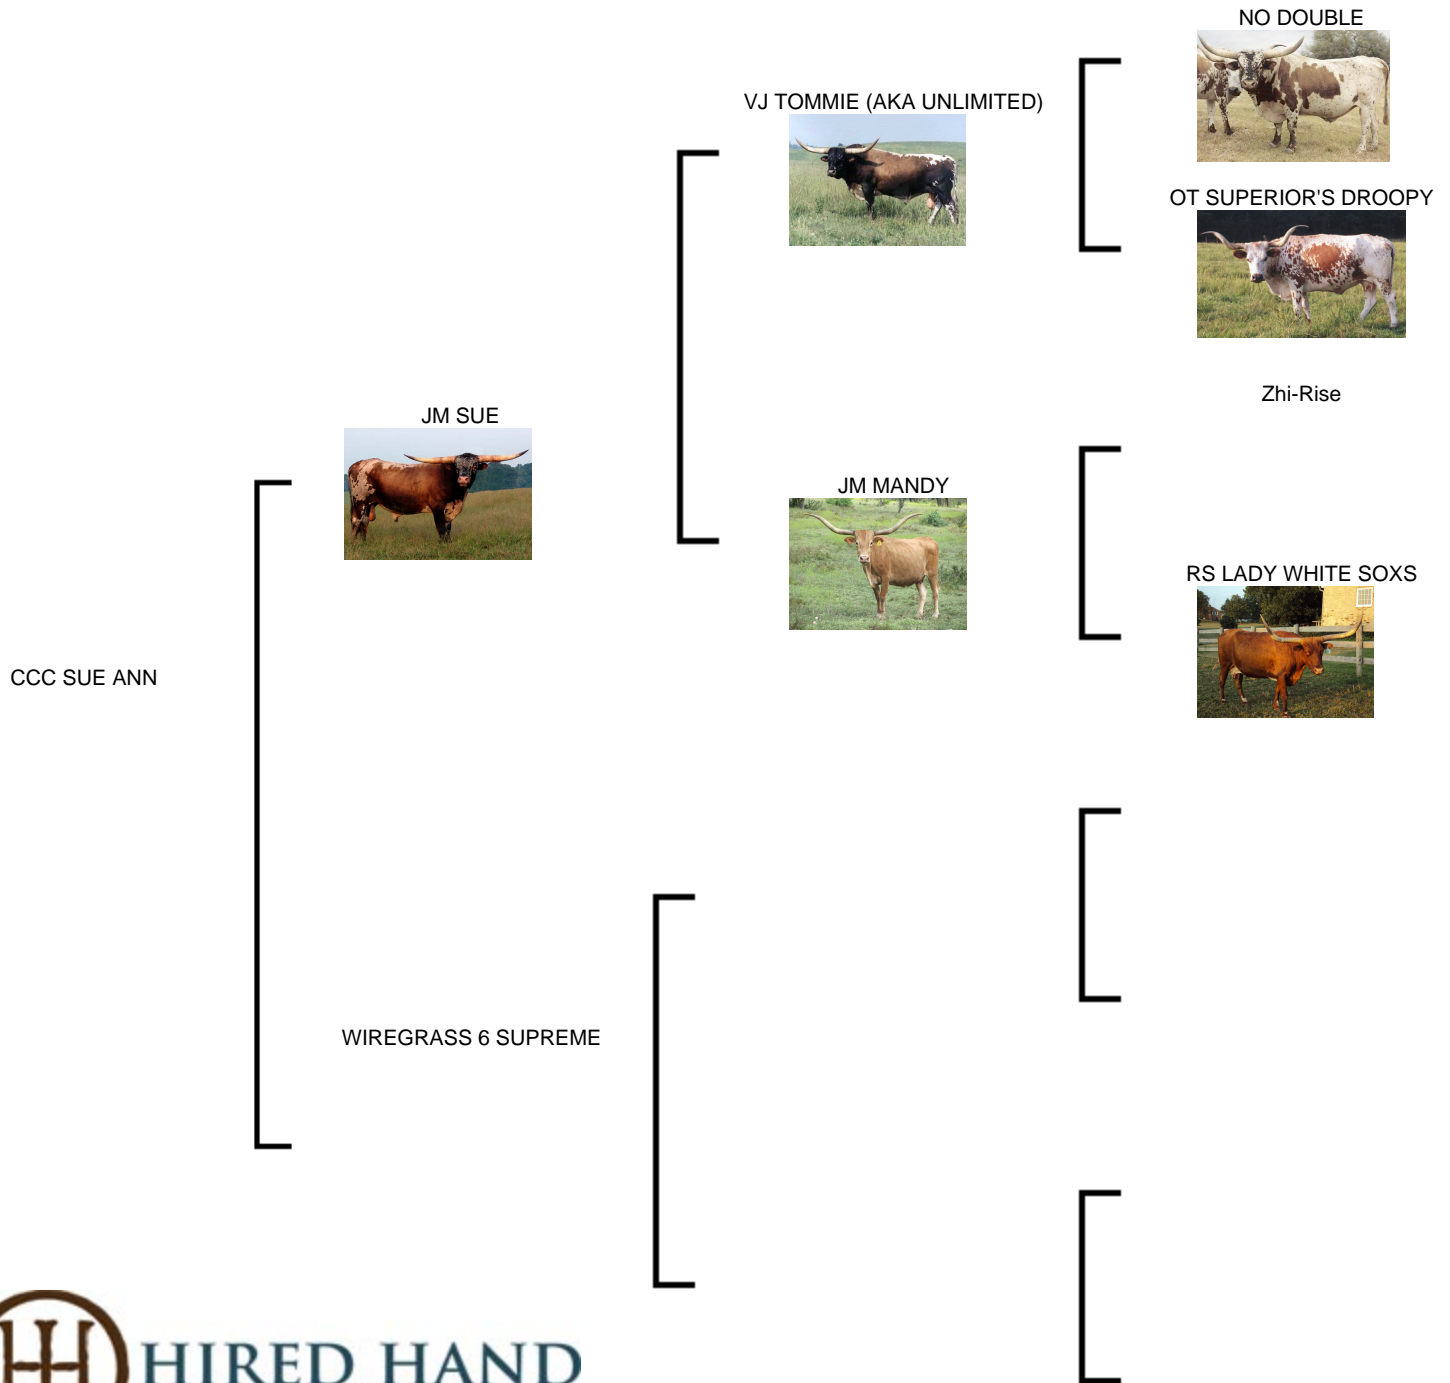 NO DOUBLE
VJ TOMMIE (AKA UNLIMITED)
OT SUPERIOR'S DROOPY
Zhi-Rise
JM SUE
JM MANDY
RS LADY WHITE SOXS
CCC SUE ANN
WIREGRASS 6 SUPREME
HIRED HAND